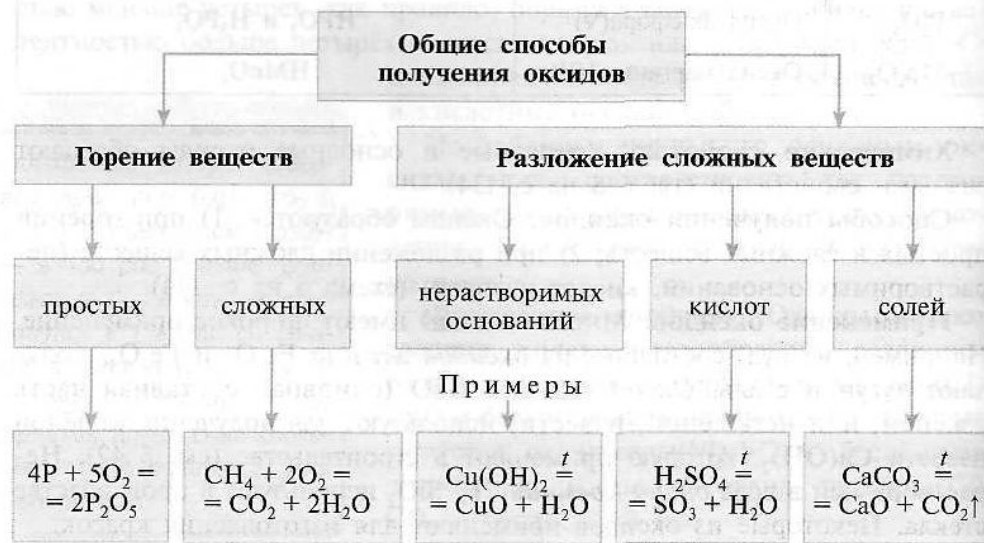 Общие способы
получения оксидов
Горение веществ
Разложение сложных веществ
простых
сложных
нерастворимых
оснований
кислот
солей
Примеры
4P + 5O₂ =
= 2P₂O₅
CH₄ + 2O₂ =
= CO₂ + 2H₂O
Cu(OH)₂ =ᵗ
= CuO + H₂O
H₂SO₄ =ᵗ
= SO₃ + H₂O
CaCO₃ =ᵗ
= CaO + CO₂↑